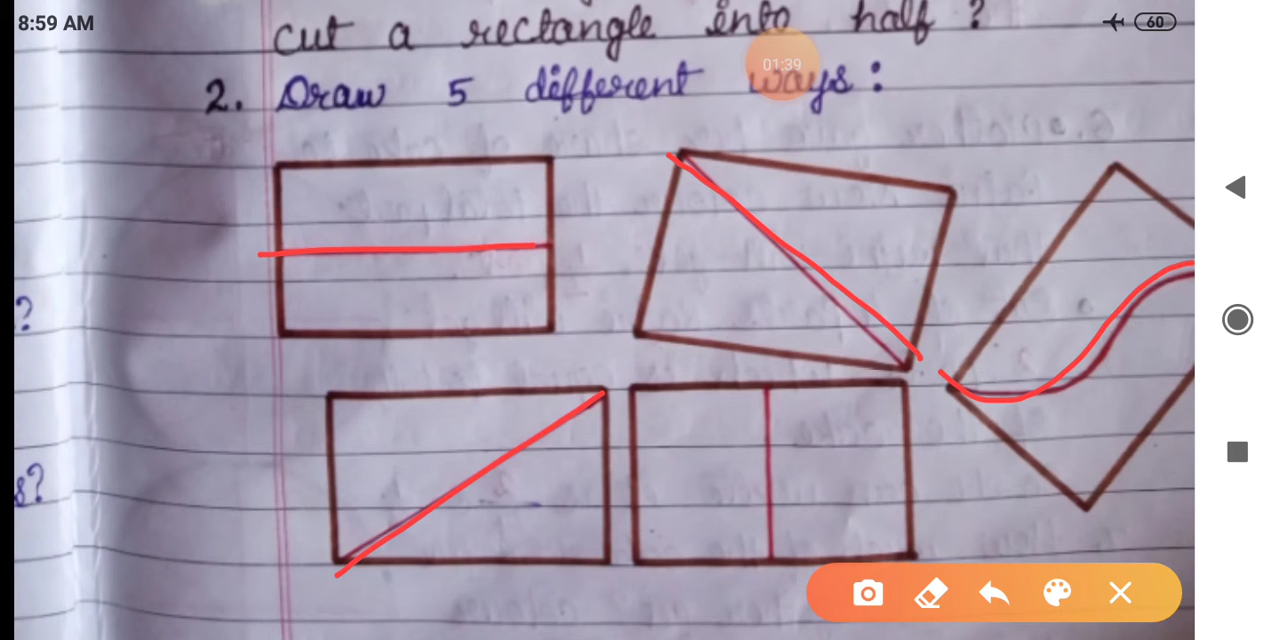 8:59 AM
60
cut a rectangle into half ?
01:39
2. Draw 5 different ways :
?
s?